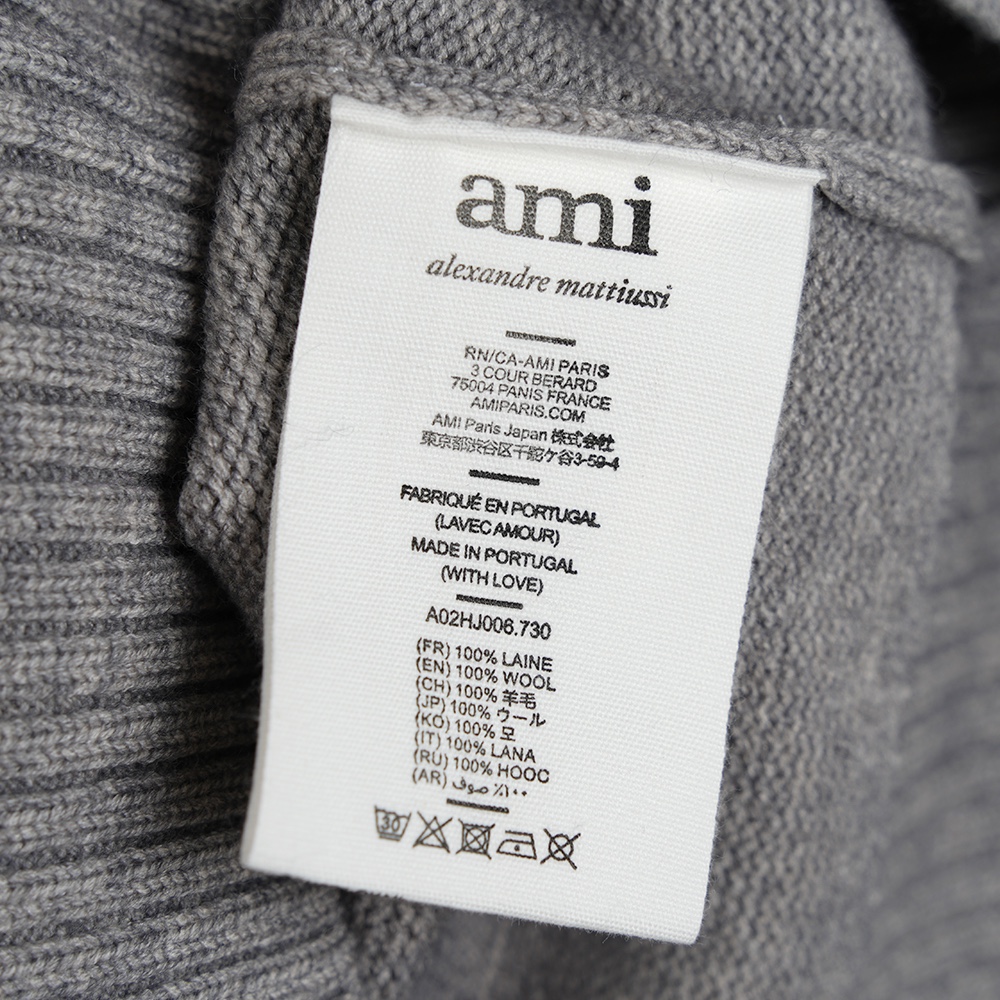 ami
alexandre mattiussi
RN/CA-AMI PARIS
3 COUR BERARD
75004 PANIS FRANCE
AMIPARIS.COM
AMI Paris Japan 株式会社
東京都渋谷区千駝ケ谷3-59-4
FABRIQUÉ EN PORTUGAL
(LAVEC AMOUR)
MADE IN PORTUGAL
(WITH LOVE)
A02HJ006.730
(FR) 100% LAINE
(EN) 100% WOOL
(CH) 100% 羊毛
(JP) 100% ウール
(KO) 100% 모
(IT) 100% LANA
(RU) 100% HOOC
(AR) ١٠٠٪ صوف
30